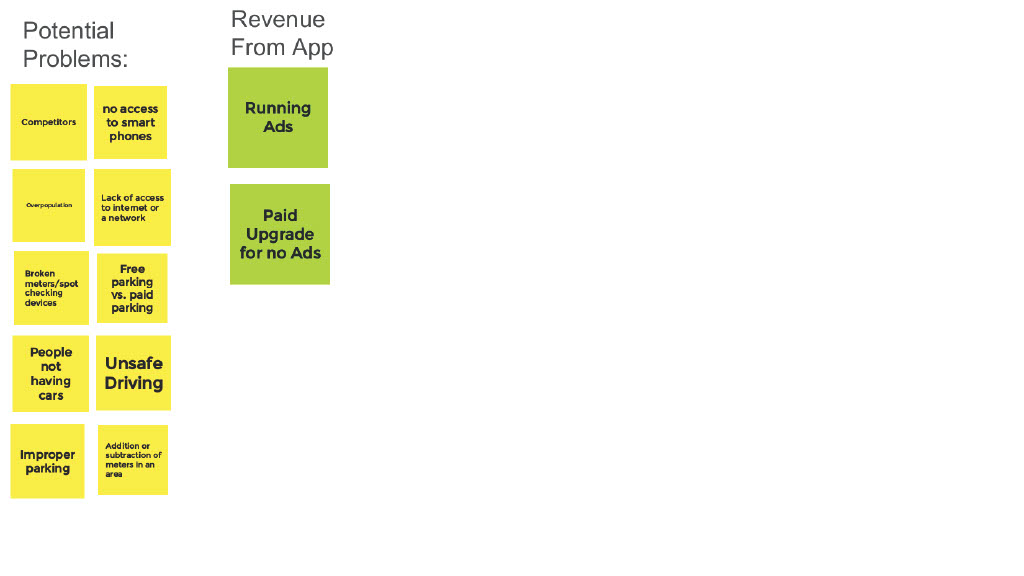 Potential
Problems:
Competitors
no access
to smart
phones
Overpopulation
Lack of access
to internet or
a network
Broken
meters/spot
checking
devices
Free
parking
vs. paid
parking
People
not
having
cars
Unsafe
Driving
Improper
parking
Addition or
subtraction of
meters in an
area
Revenue
From App
Running
Ads
Paid
Upgrade
for no Ads